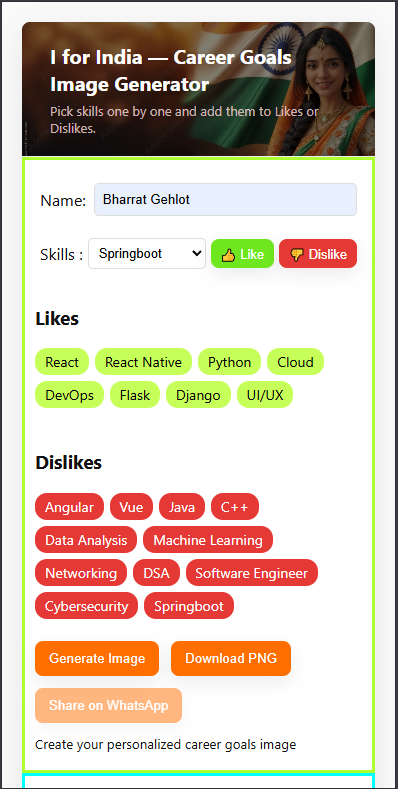 I for India — Career Goals
Image Generator
Pick skills one by one and add them to Likes or
Dislikes.
Name: Bharrat Gehlot
Skills : Springboot 👍 Like 👎 Dislike
Likes
React React Native Python Cloud
DevOps Flask Django UI/UX
Dislikes
Angular Vue Java C++
Data Analysis Machine Learning
Networking DSA Software Engineer
Cybersecurity Springboot
Generate Image Download PNG
Share on WhatsApp
Create your personalized career goals image